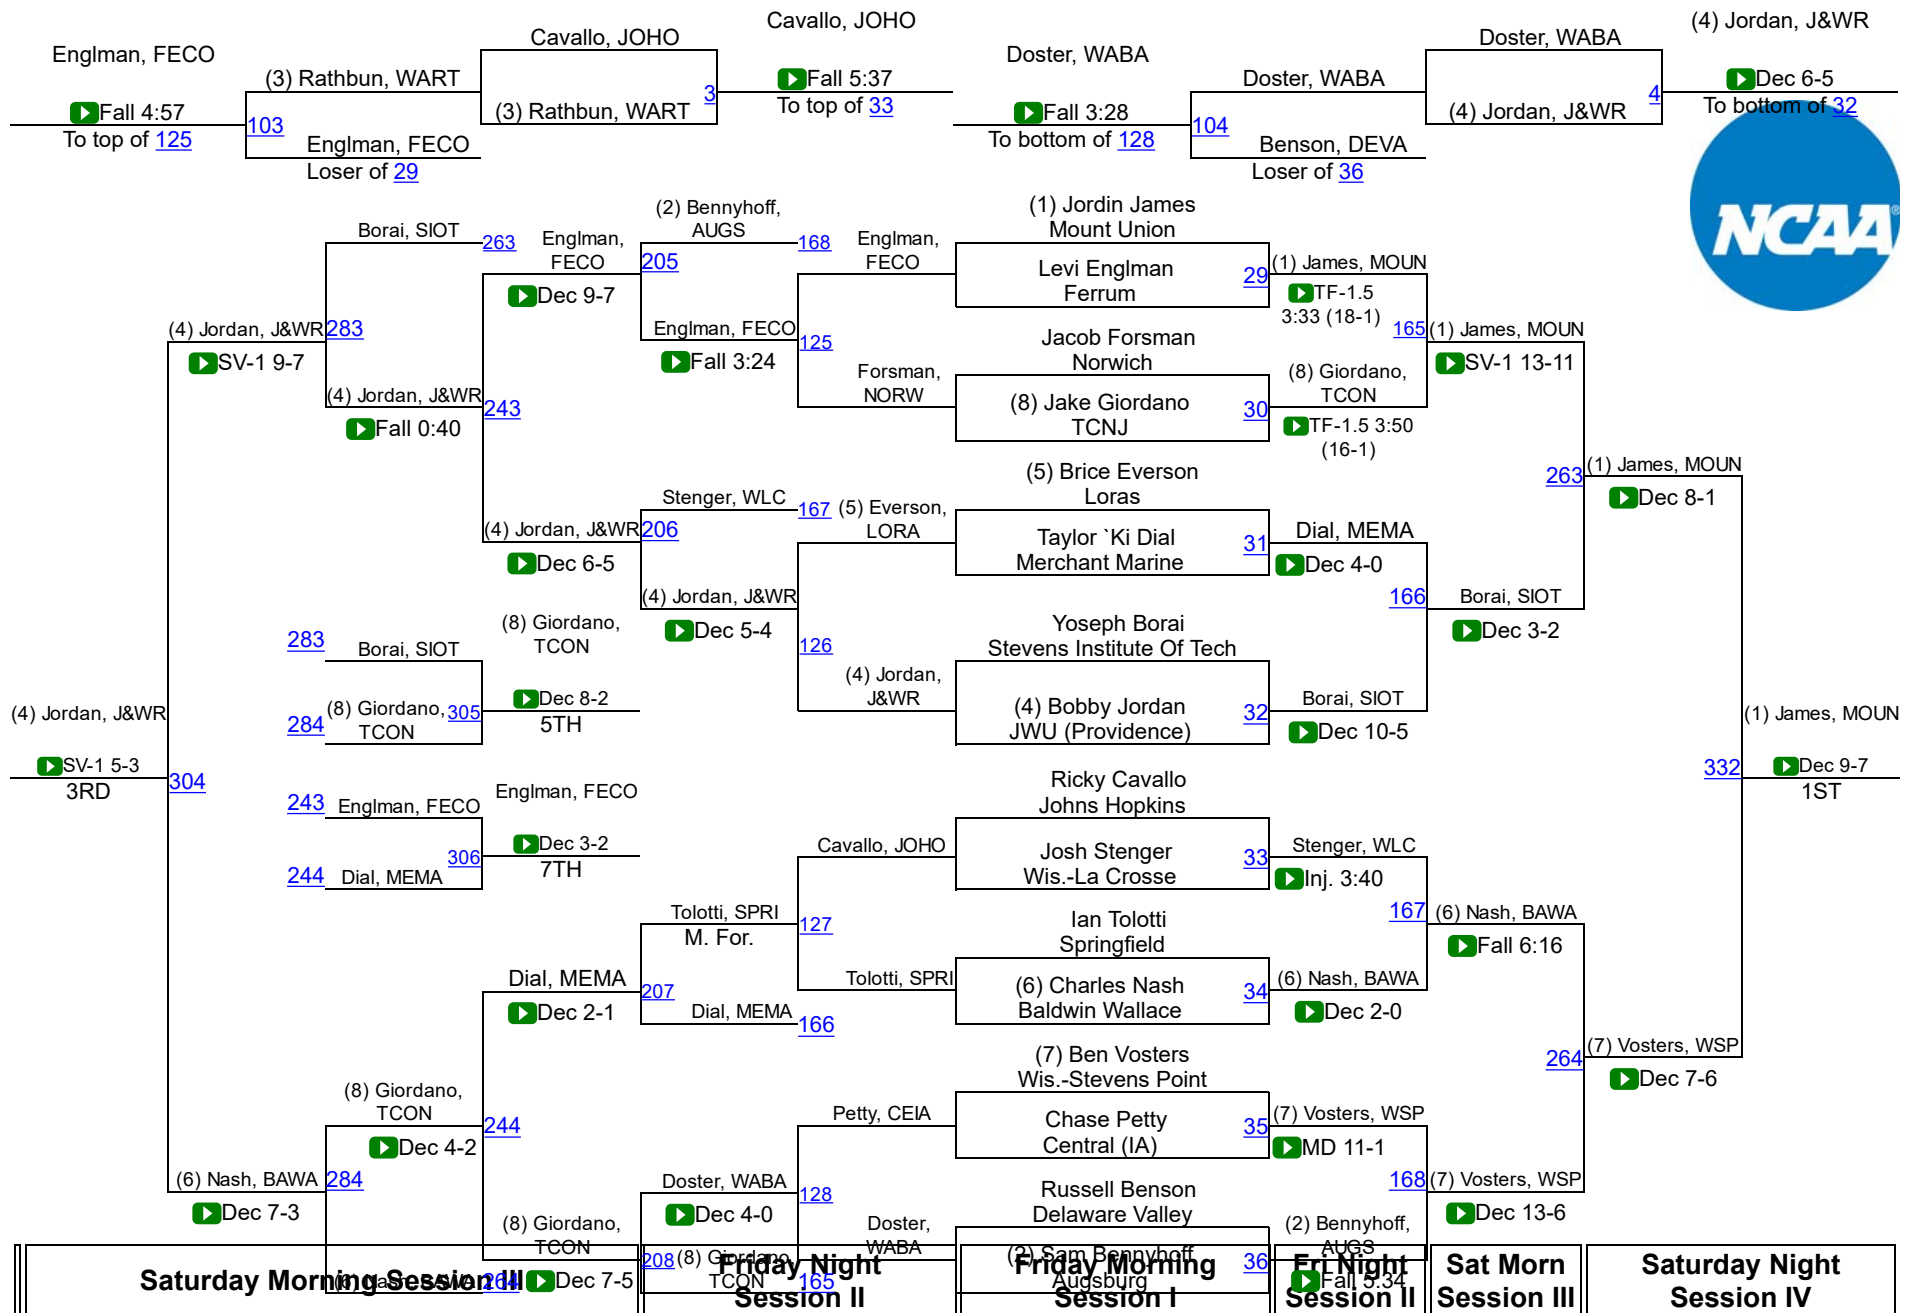 Cavallo, JOHO
(4) Jordan, J&WR
Englman, FECO
Cavallo, JOHO
Doster, WABA
Doster, WABA
(3) Rathbun, WART
Fall 5:37
Doster, WABA
Dec 6-5
Fall 4:57
(3) Rathbun, WART
3
To top of 33
Fall 3:28
(4) Jordan, J&WR
4
To bottom of 32
To top of 125
103
Englman, FECO
To bottom of 128
104
Benson, DEVA
Loser of 29
Loser of 36
NCAA®
(1) Jordin James
Mount Union
Levi Englman
Ferrum
29
Jacob Forsman
Norwich
(8) Jake Giordano
TCNJ
30
(5) Brice Everson
Loras
Taylor `Ki Dial
Merchant Marine
31
Yoseph Borai
Stevens Institute Of Tech
(4) Bobby Jordan
JWU (Providence)
32
Ricky Cavallo
Johns Hopkins
Josh Stenger
Wis.-La Crosse
33
Ian Tolotti
Springfield
(6) Charles Nash
Baldwin Wallace
34
(7) Ben Vosters
Wis.-Stevens Point
Chase Petty
Central (IA)
35
Russell Benson
Delaware Valley
(2) Sam Bennyhoff
Augsburg
36
(1) James, MOUN
TF-1.5
3:33 (18-1)
165
(8) Giordano,
TCON
TF-1.5 3:50
(16-1)
Dial, MEMA
Dec 4-0
166
Borai, SIOT
Dec 10-5
Stenger, WLC
Inj. 3:40
167
(6) Nash, BAWA
Dec 2-0
(7) Vosters, WSP
MD 11-1
168
(2) Bennyhoff,
AUGS
Fall 5:34
(1) James, MOUN
SV-1 13-11
263
Borai, SIOT
Dec 3-2
(6) Nash, BAWA
Fall 6:16
264
(7) Vosters, WSP
Dec 13-6
(1) James, MOUN
Dec 8-1
332
(7) Vosters, WSP
Dec 7-6
(1) James, MOUN
Dec 9-7
1ST
Englman,
FECO
125
Forsman,
NORW
(5) Everson,
LORA
126
(4) Jordan,
J&WR
Cavallo, JOHO
127
Tolotti, SPRI
Petty, CEIA
128
Doster,
WABA
(2) Bennyhoff,
AUGS
168
205
Englman, FECO
Fall 3:24
Stenger, WLC
167
206
(4) Jordan, J&WR
Dec 5-4
Tolotti, SPRI
M. For.
207
Dial, MEMA
166
Doster, WABA
Dec 4-0
208
(8) Giordano,
TCON
165
Englman,
FECO
Dec 9-7
243
(4) Jordan, J&WR
Dec 6-5
Dial, MEMA
Dec 2-1
244
(8) Giordano,
TCON
Dec 7-5
Borai, SIOT
263
283
(4) Jordan, J&WR
Fall 0:40
(8) Giordano,
TCON
Dec 4-2
284
(6) Nash, BAWA
264
(4) Jordan, J&WR
SV-1 9-7
304
(6) Nash, BAWA
Dec 7-3
(4) Jordan, J&WR
SV-1 5-3
3RD
283
Borai, SIOT
284
(8) Giordano,
TCON
305
(8) Giordano,
TCON
Dec 8-2
5TH
243
Englman, FECO
244
Dial, MEMA
306
Englman, FECO
Dec 3-2
7TH
Saturday Morning Session III
Friday Night
Session II
Friday Morning
Session I
Fri Night
Session II
Sat Morn
Session III
Saturday Night
Session IV